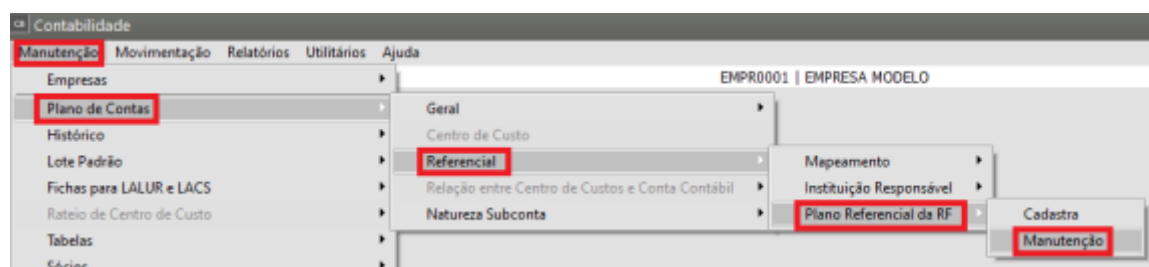 CB Contabilidade
Manutenção Movimentação Relatórios Utilitários Ajuda
EMPR0001 | EMPRESA MODELO
Empresas
Plano de Contas
Histórico
Lote Padrão
Fichas para LALUR e LACS
Rateio de Centro de Custo
Tabelas
Sócios
Geral
Centro de Custo
Referencial
Relação entre Centro de Custos e Conta Contábil
Natureza Subconta
Mapeamento
Instituição Responsável
Plano Referencial da RF
Cadastra
Manutenção